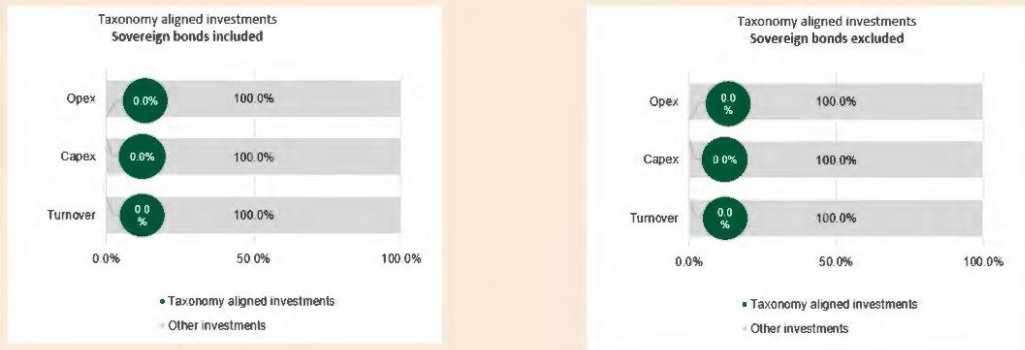 Taxonomy aligned investments
Sovereign bonds included
Opex
0.0%
100.0%
Capex
0.0%
100.0%
Turnover
0.0
%
100.0%
0.0%
50.0%
100.0%
Taxonomy aligned investments
Other investments
Taxonomy aligned investments
Sovereign bonds excluded
Opex
0.0
%
100.0%
Capex
0.0%
100.0%
Turnover
0.0
%
100.0%
0.0%
50.0%
100.0%
Taxonomy aligned investments
Other investments